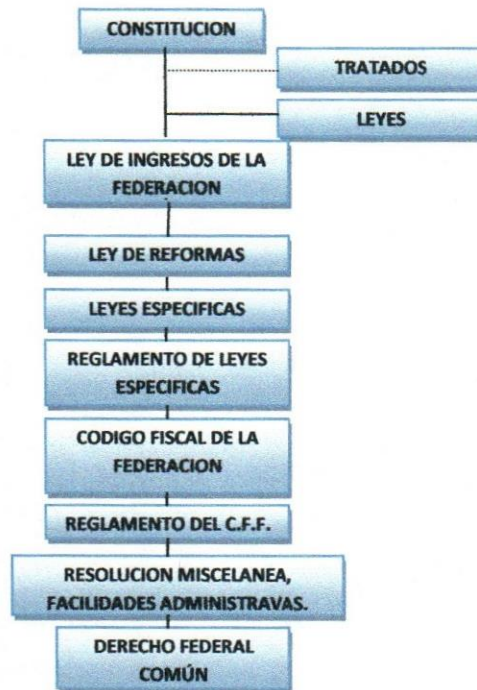 CONSTITUCION
TRATADOS
LEYES
LEY DE INGRESOS DE LA
FEDERACION
LEY DE REFORMAS
LEYES ESPECIFICAS
REGLAMENTO DE LEYES
ESPECIFICAS
CODIGO FISCAL DE LA
FEDERACION
REGLAMENTO DEL C.F.F.
RESOLUCION MISCELANEA,
FACILIDADES ADMINISTRAVAS.
DERECHO FEDERAL
COMÚN